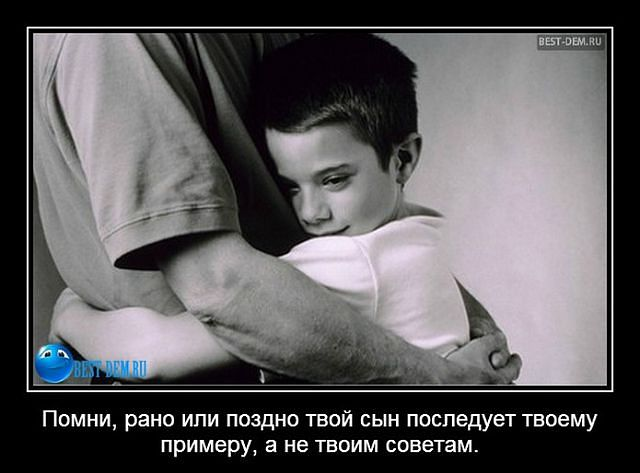 BEST-DEM.RU
BEST-DEM.RU
Помни, рано или поздно твой сын последует твоему
примеру, а не твоим советам.